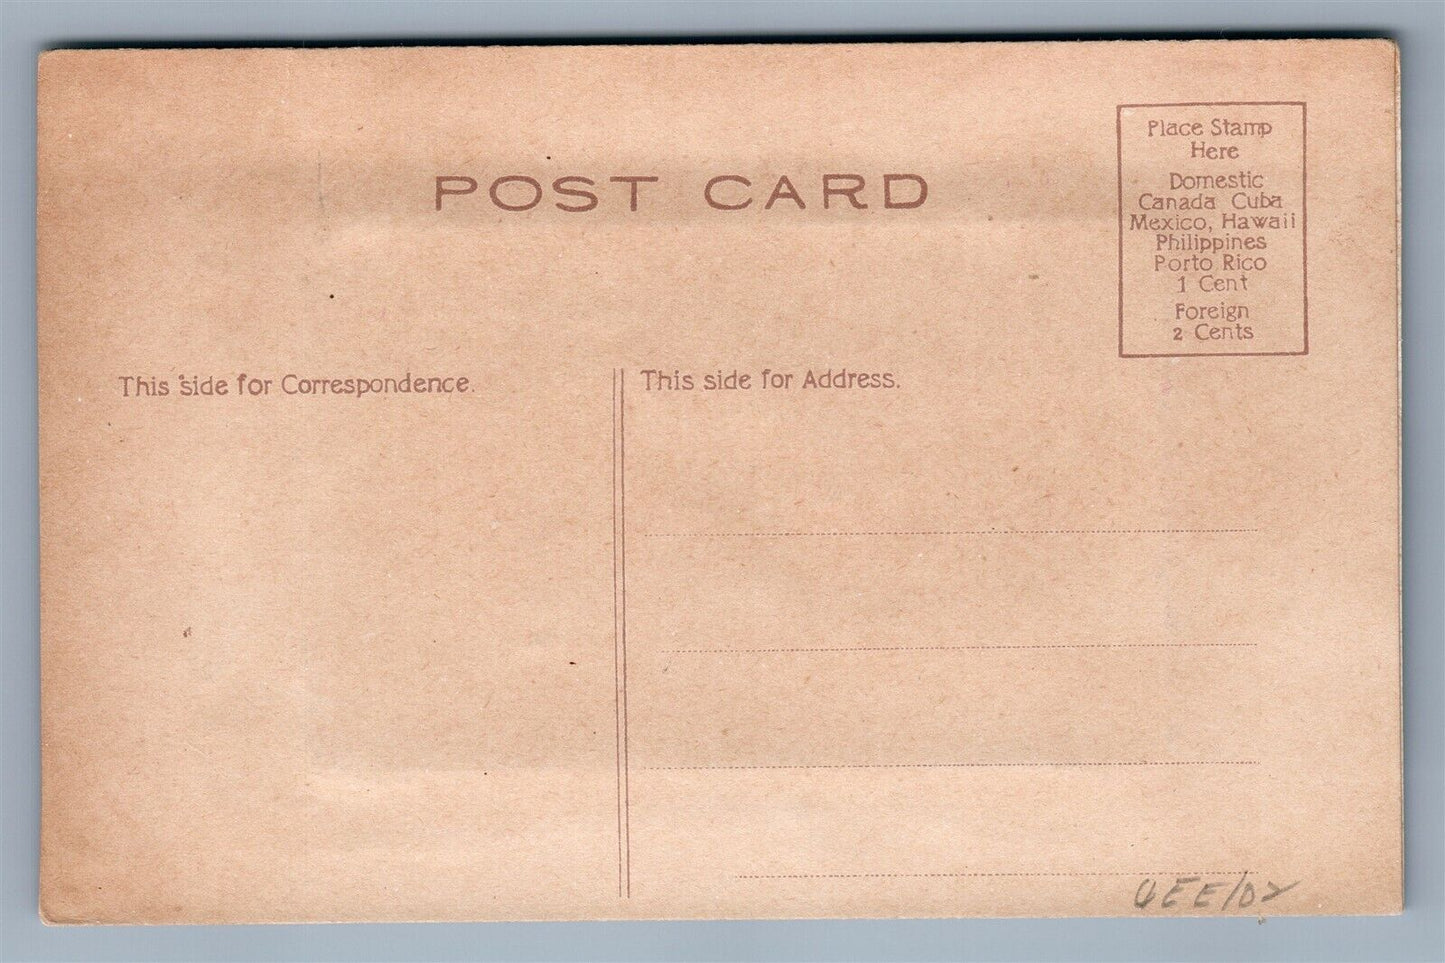 POST CARD
Place Stamp
Here
Domestic
Canada Cuba
Mexico, Hawaii
Philippines
Porto Rico
1 Cent
Foreign
2 Cents
This side for Correspondence.
This side for Address.